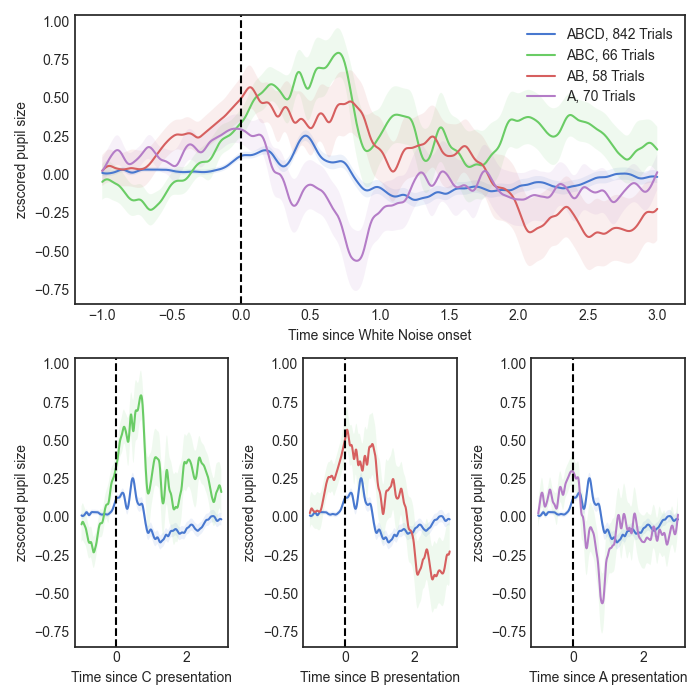 1.00
0.75
0.50
0.25
0.00
−0.25
−0.50
−0.75
zcscored pupil size
ABCD, 842 Trials
ABC, 66 Trials
AB, 58 Trials
A, 70 Trials
−1.0 −0.5 0.0 0.5 1.0 1.5 2.0 2.5 3.0
Time since White Noise onset
1.00
0.75
0.50
0.25
0.00
−0.25
−0.50
−0.75
zcscored pupil size
0 2
Time since C presentation
1.00
0.75
0.50
0.25
0.00
−0.25
−0.50
−0.75
zcscored pupil size
0 2
Time since B presentation
1.00
0.75
0.50
0.25
0.00
−0.25
−0.50
−0.75
zcscored pupil size
0 2
Time since A presentation